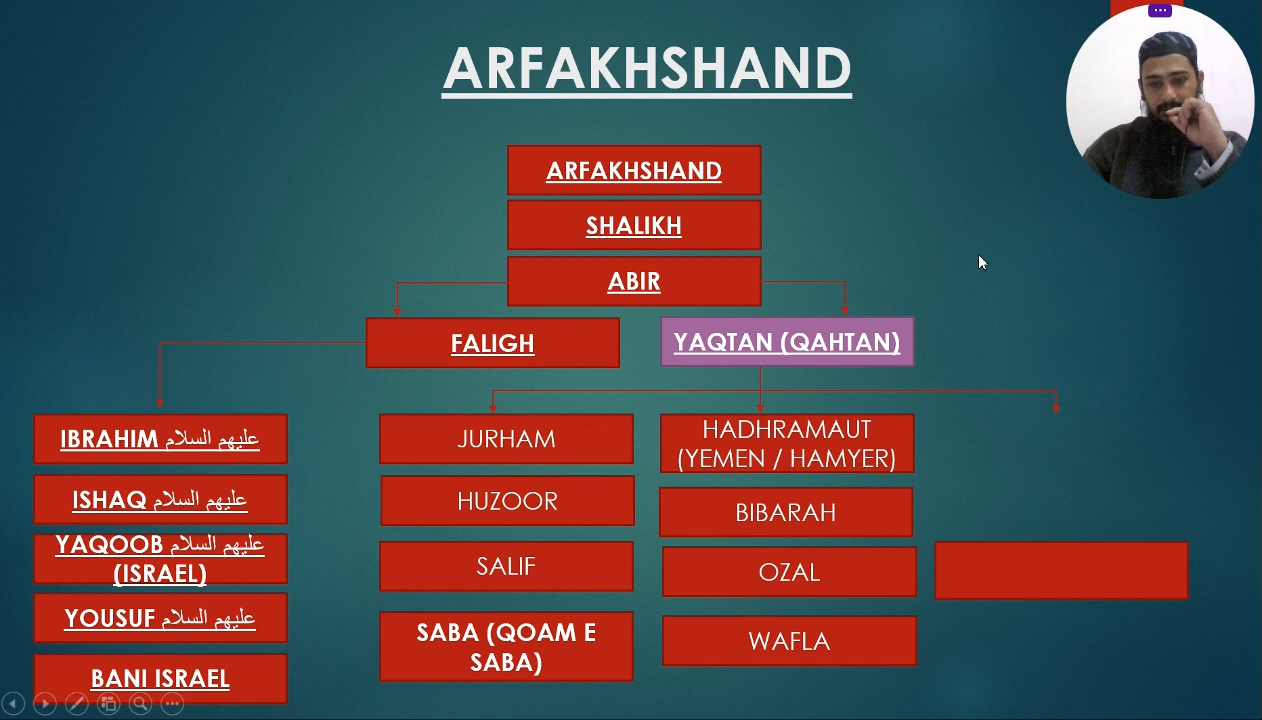 ARFAKHSHAND
ARFAKHSHAND
SHALIKH
ABIR
FALIGH
YAQTAN (QAHTAN)
IBRAHIM عليهم السلام
ISHAQ عليهم السلام
YAQOOB عليهم السلام
(ISRAEL)
YOUSUF عليهم السلام
BANI ISRAEL
JURHAM
HUZOOR
SALIF
SABA (QOAM E
SABA)
HADHRAMAUT
(YEMEN / HAMYER)
BIBARAH
OZAL
WAFLA